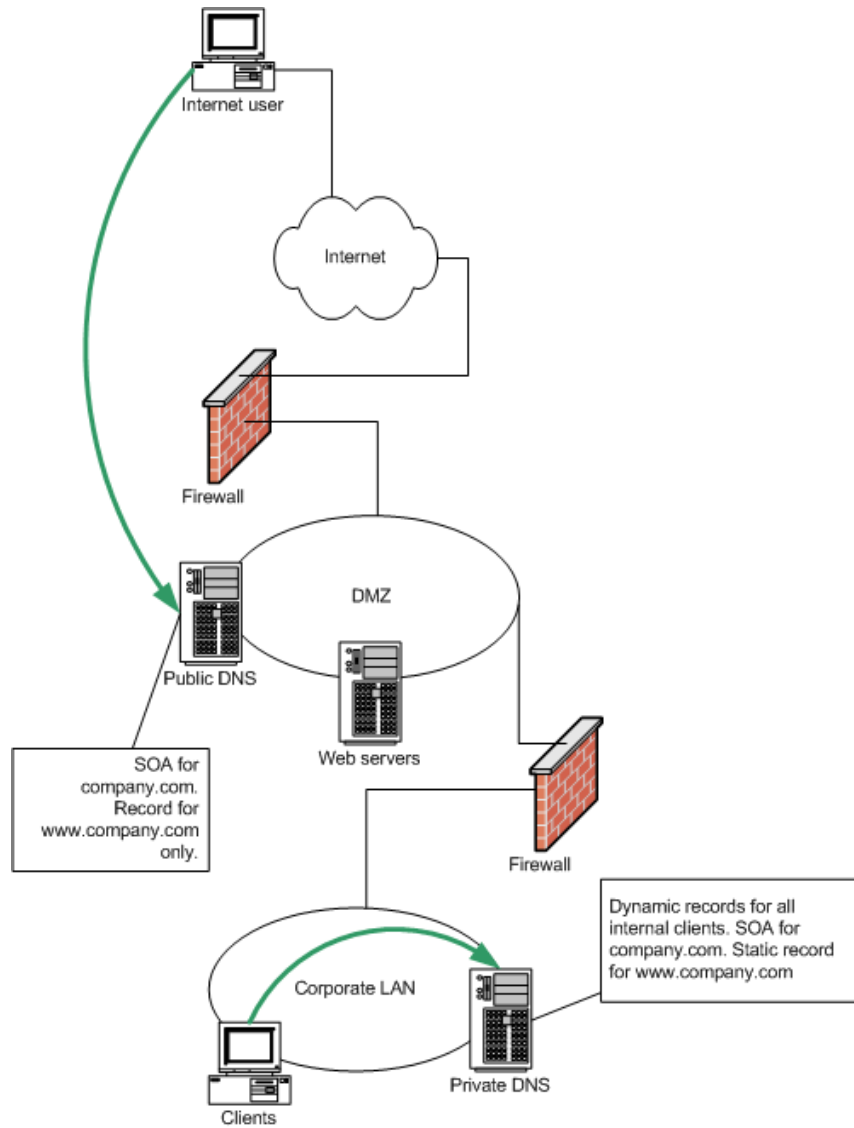 Internet user
Internet
Firewall
DMZ
Public DNS
Web servers
SOA for
company.com.
Record for
www.company.com
only.
Firewall
Dynamic records for all
internal clients. SOA for
company.com. Static record
for www.company.com
Corporate LAN
Private DNS
Clients